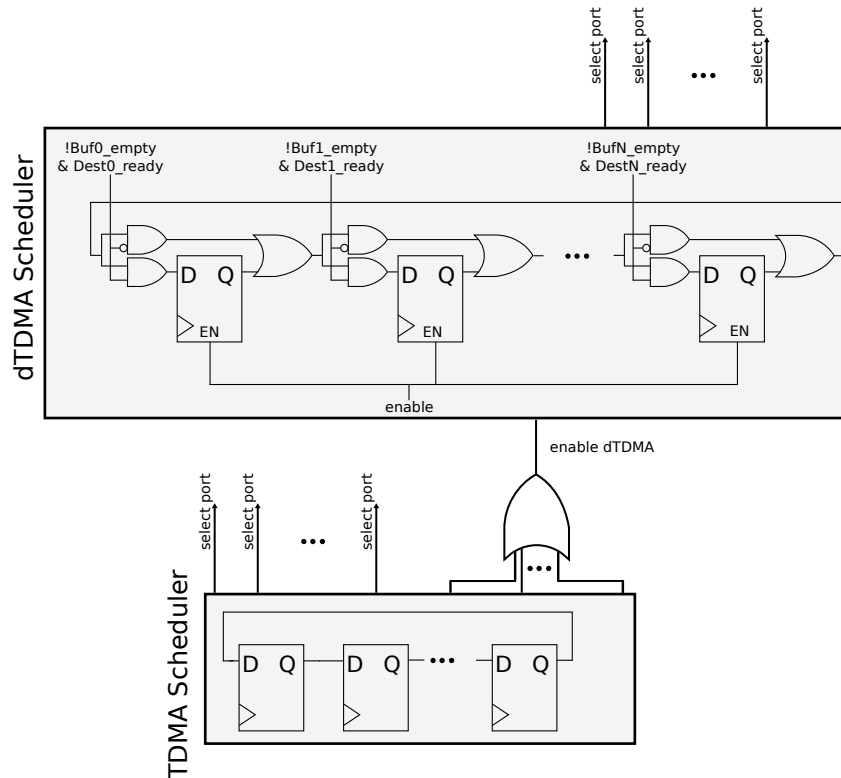 select port
select port
•••
select port
dTDMA Scheduler
!Buf0_empty
& Dest0_ready
!Buf1_empty
& Dest1_ready
!BufN_empty
& DestN_ready
•••
D Q
EN
D Q
EN
D Q
EN
enable
enable dTDMA
select port
select port
•••
select port
•••
TDMA Scheduler
D Q
D Q
•••
D Q